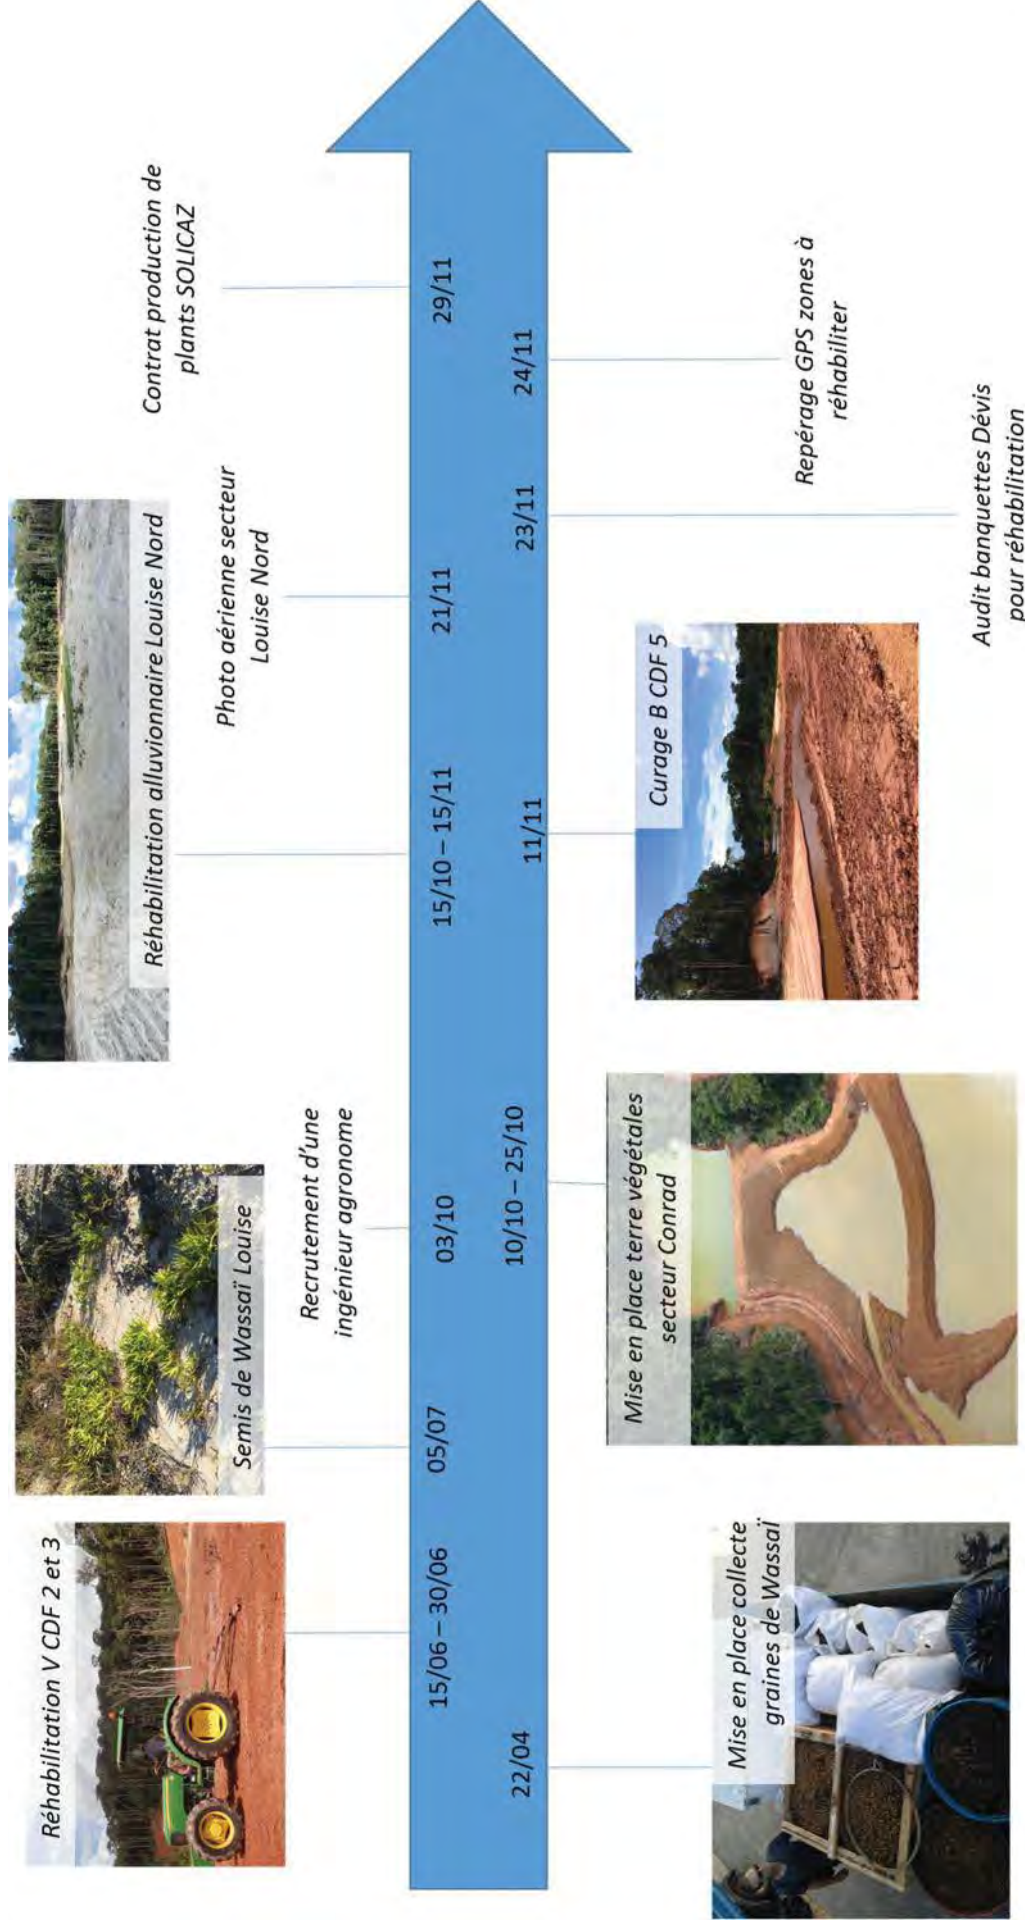 Réhabilitation V CDF 2 et 3
Semis de Wassaï Louise
Recrutement d'une
ingénieur agronome
Réhabilitation alluvionnaire Louise Nord
Photo aérienne secteur
Louise Nord
Contrat production de
plants SOLICAZ
15/06 – 30/06
05/07
03/10
15/10 – 15/11
21/11
29/11
22/04
10/10 – 25/10
11/11
23/11
24/11
Mise en place collecte
graines de Wassaï
Mise en place terre végétales
secteur Conrad
Curage B CDF 5
Audit banquettes Dévis
pour réhabilitation
Repérage GPS zones à
réhabiliter